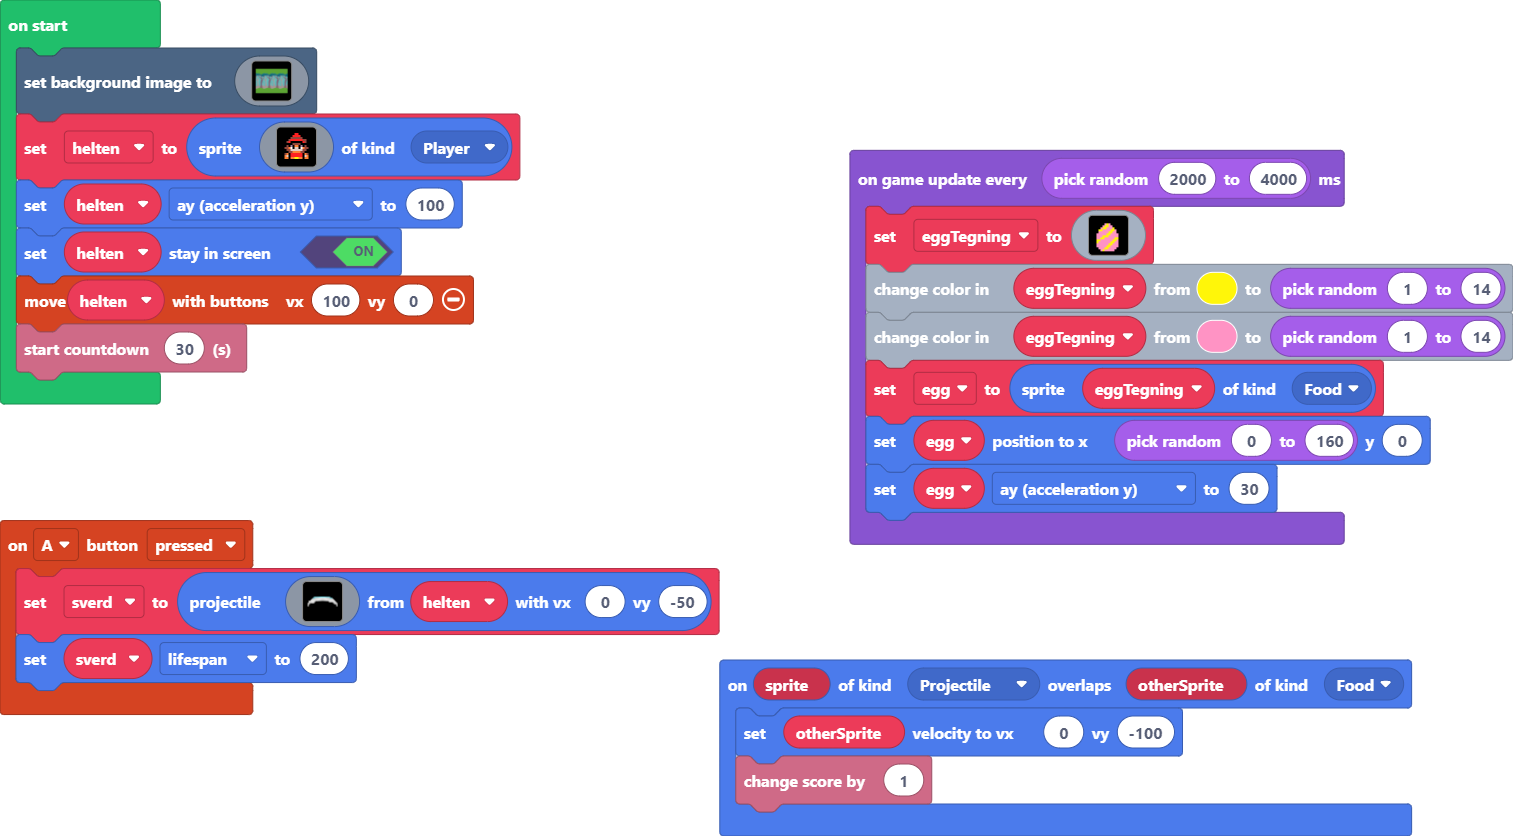 on start
set background image to
set helten to sprite of kind Player
set helten ay (acceleration y) to 100
set helten stay in screen ON
move helten with buttons vx 100 vy 0
start countdown 30 (s)
on game update every pick random 2000 to 4000 ms
set eggTegning to
change color in eggTegning from to pick random 1 to 14
change color in eggTegning from to pick random 1 to 14
set egg to sprite eggTegning of kind Food
set egg position to x pick random 0 to 160 y 0
set egg ay (acceleration y) to 30
on A button pressed
set sverd to projectile from helten with vx 0 vy -50
set sverd lifespan to 200
on sprite of kind Projectile overlaps otherSprite of kind Food
set otherSprite velocity to vx 0 vy -100
change score by 1